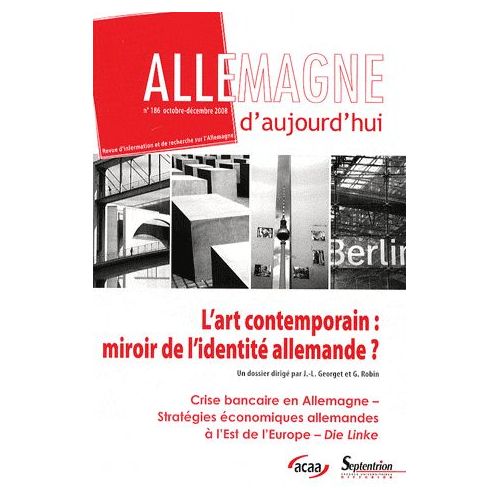 ALLEMAGNE
n° 186 octobre-décembre 2008
d'aujourd'hui
Revue d'information et de recherche sur l'Allemagne
Berlin
L'art contemporain :
miroir de l'identité allemande ?
Un dossier dirigé par J.-L. Georget et G. Robin
Crise bancaire en Allemagne –
Stratégies économiques allemandes
à l'Est de l'Europe – Die Linke
acaa
Septentrion